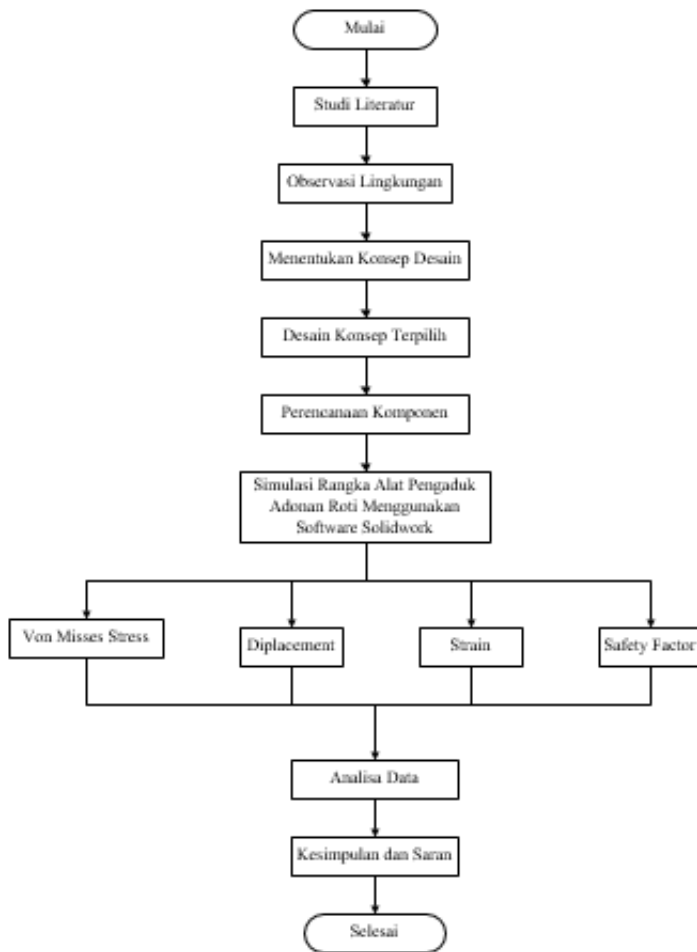 Mulai
Studi Literatur
Observasi Lingkungan
Menentukan Konsep Desain
Desain Konsep Terpilih
Perencanaan Komponen
Simulasi Rangka Alat Pengaduk
Adonan Roti Menggunakan
Software Solidwork
Von Misses Stress
Diplacement
Strain
Safety Factor
Analisa Data
Kesimpulan dan Saran
Selesai